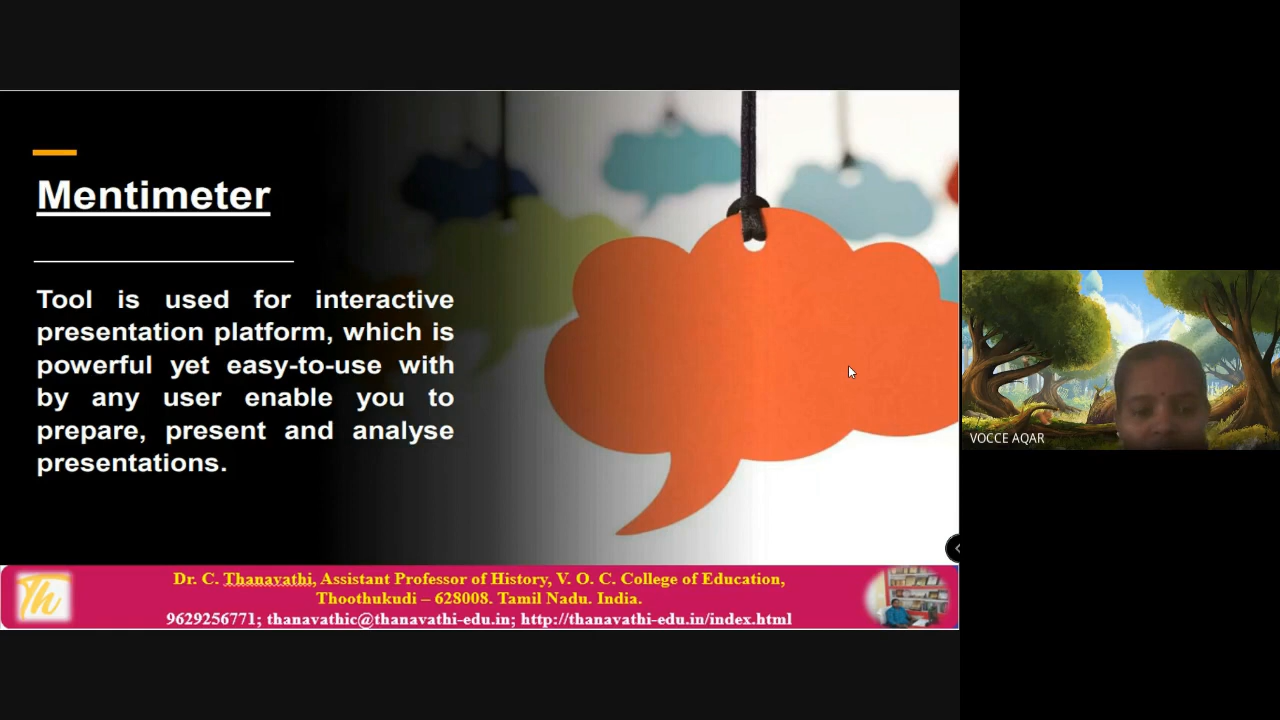 Mentimeter
Tool is used for interactive
presentation platform, which is
powerful yet easy-to-use with
by any user enable you to
prepare, present and analyse
presentations.
Th
Dr. C. Thanavathi, Assistant Professor of History, V. O. C. College of Education,
Thoothukudi – 628008. Tamil Nadu. India.
9629256771; thanavathic@thanavathi-edu.in; http://thanavathi-edu.in/index.html
VOCCE AQAR